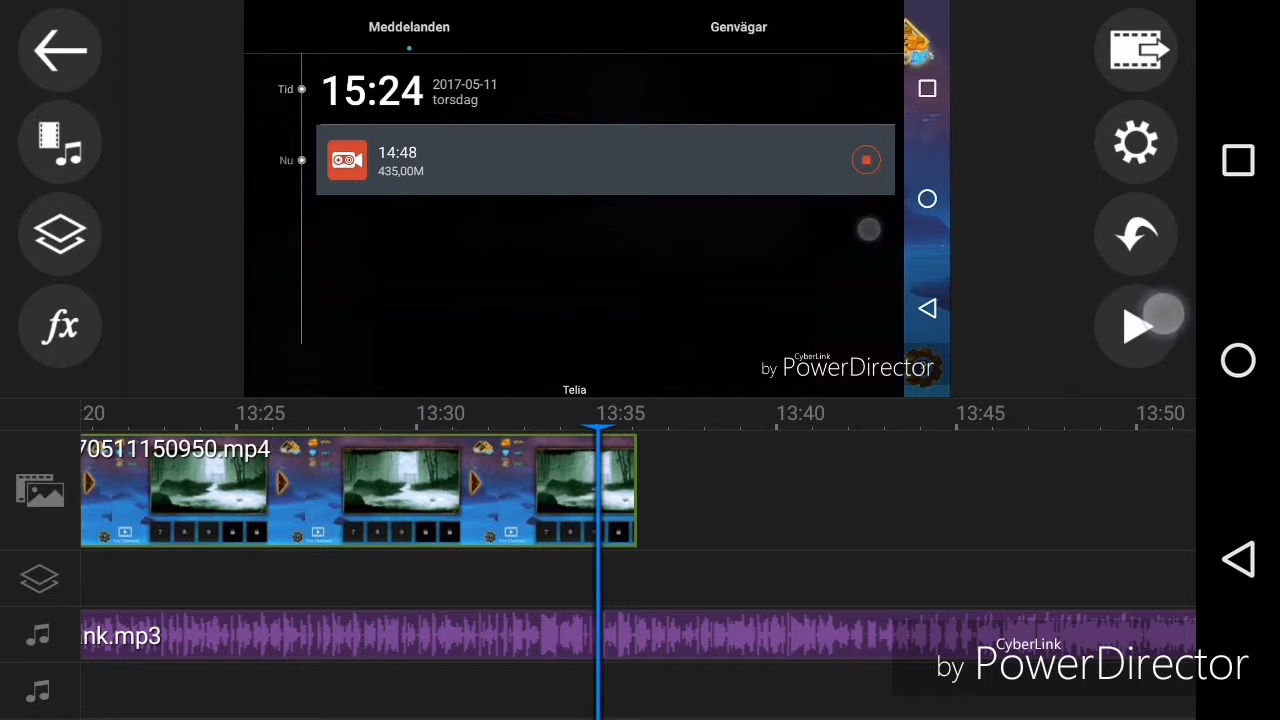 Meddelanden Genvägar
Tid 15:24 2017-05-11
torsdag
Nu 14:48
435,00M
CyberLink
by PowerDirector
Telia
fx
:20 13:25 13:30 13:35 13:40 13:45 13:50
70511150950.mp4
nk.mp3
CyberLink
by PowerDirector